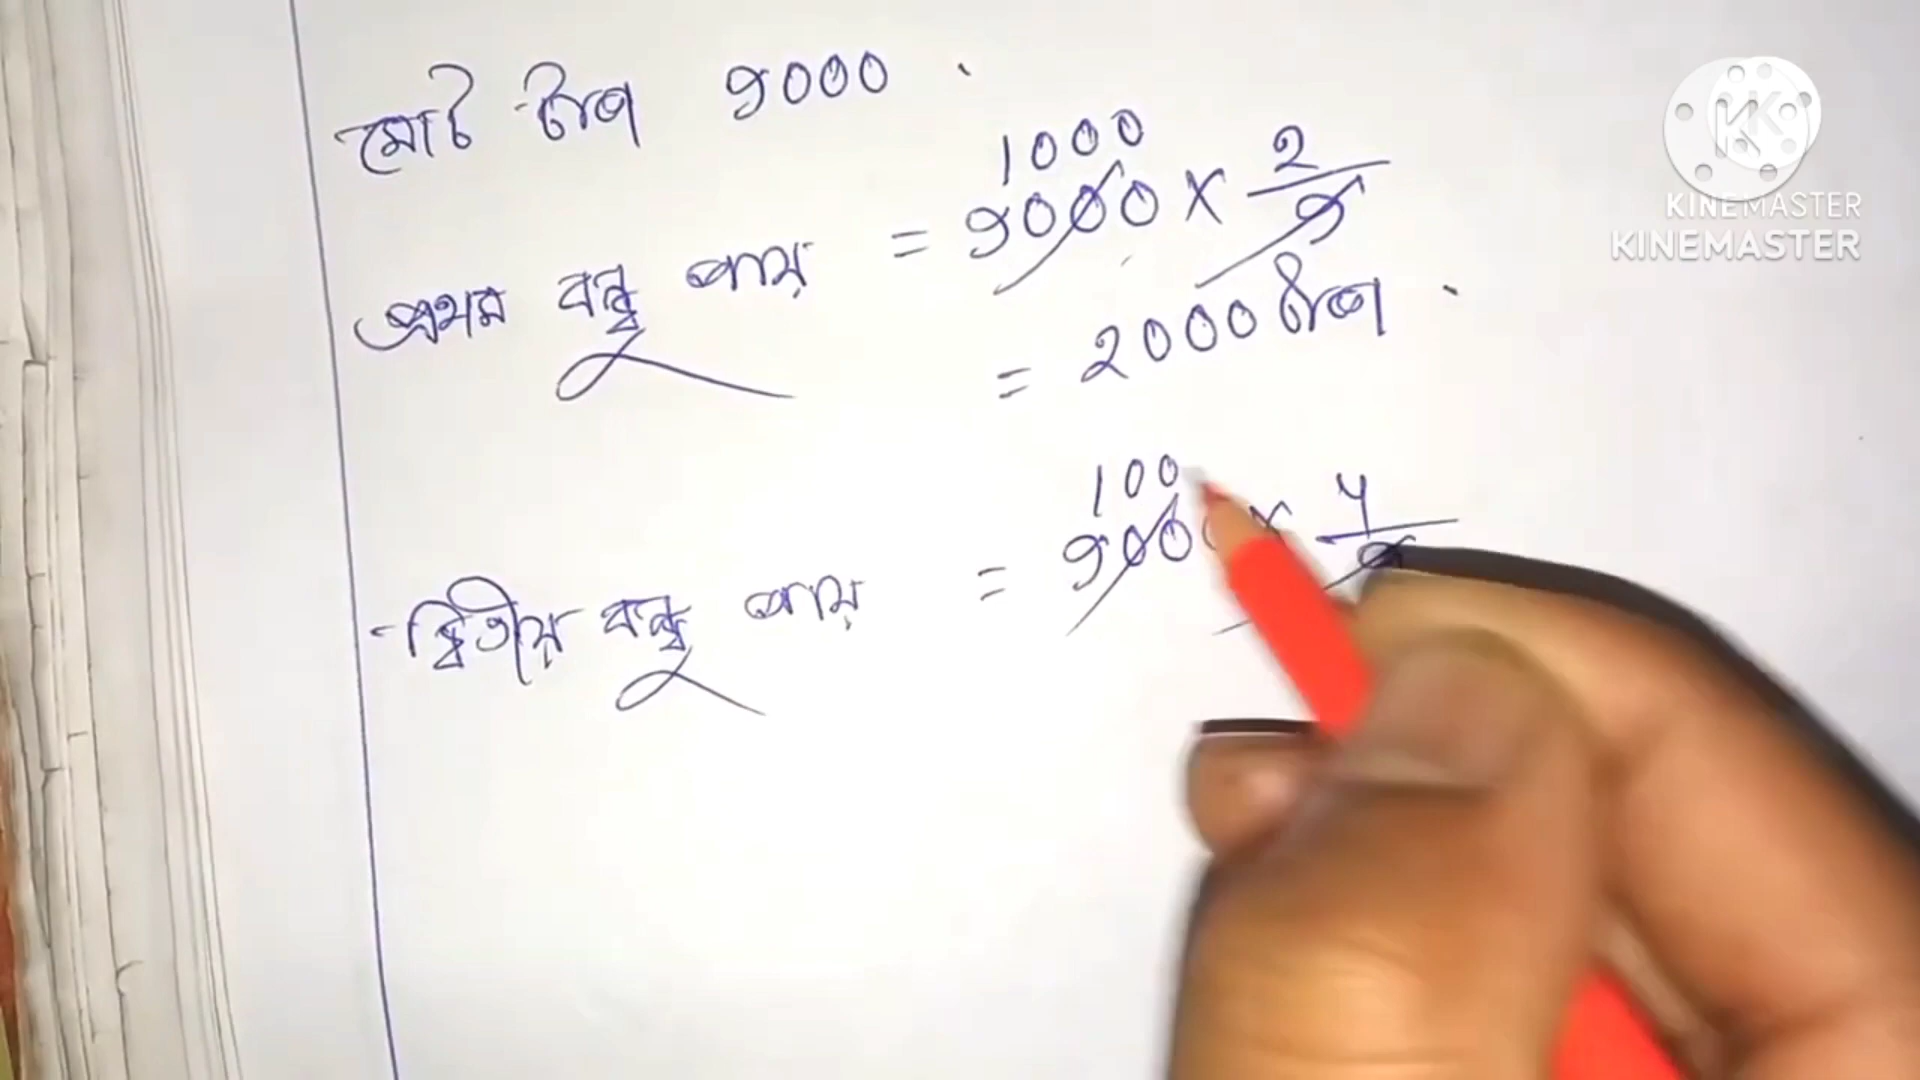 মোট টাকা 9000
1000
প্রথম বন্ধু পায় = 9000 × 2/9
= 2000 টাকা
100
দ্বিতীয় বন্ধু পায় = 9000 × 4/9
KINEMASTER
KINEMASTER